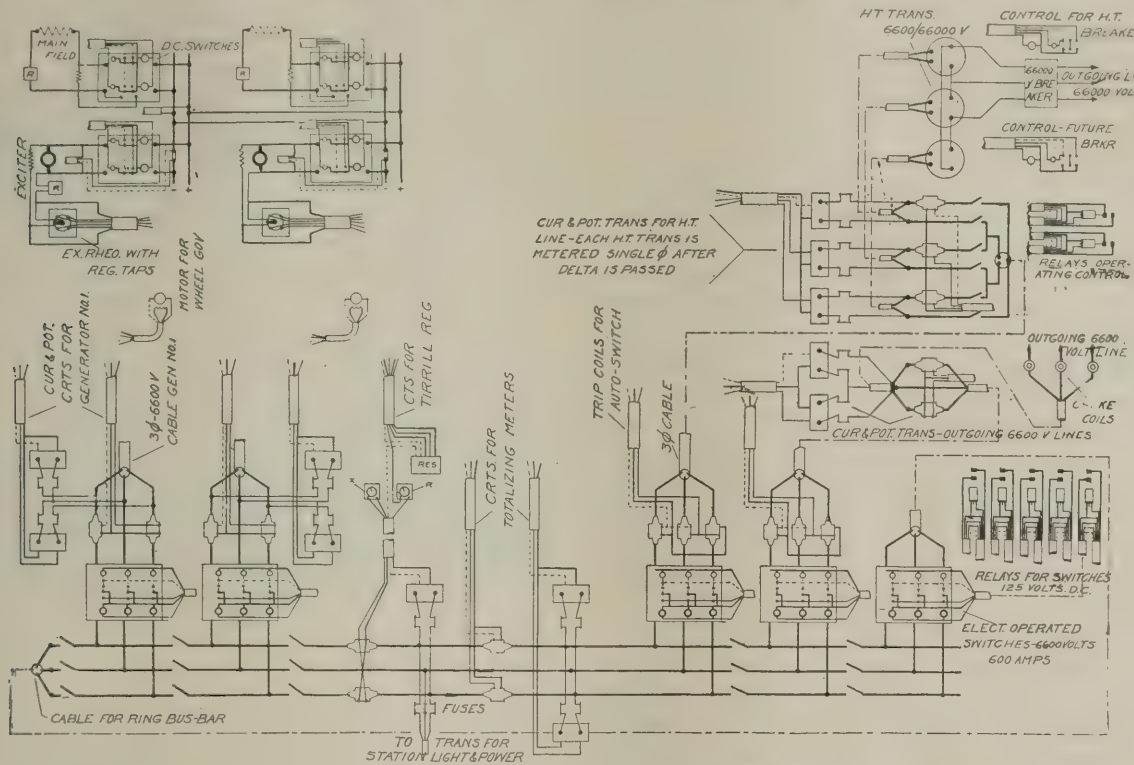 MAIN
FIELD
D.C. SWITCHES
R
R
EXCITER
R
EX. RHEO. WITH
REG. TAPS
MOTOR FOR
WHEEL GOV
HT TRANS.
6600/66000 V
CONTROL FOR H.T.
BREAKE
66000
V BRE
AKER
OUTGOING L
66000 VOL
CONTROL-FUTURE
BRKR
CUR & POT. TRANS FOR H.T.
LINE-EACH H.T. TRANS IS
METERED SINGLE φ AFTER
DELTA IS PASSED
RELAYS OPER-
ATING CONTROL
CUR & POT.
CRTS FOR
GENERATOR NO.1.
3φ-6600V
CABLE GEN NO.1
CTS FOR
TIRRILL REG
RES
X
R
CRTS. FOR
TOTALIZING METERS
TRIP COILS FOR
AUTO-SWITCH
3φ CABLE
OUTGOING 6600
VOLT LINE
COILS
CUR & POT. TRANS-OUTGOING 6600 V LINES
RELAYS FOR SWITCHES
125 VOLTS. D.C.
ELECT. OPERATED
SWITCHES-6600VOLTS
600 AMPS
CABLE FOR RING BUS-BAR
FUSES
TO TRANS FOR
STATION LIGHT & POWER